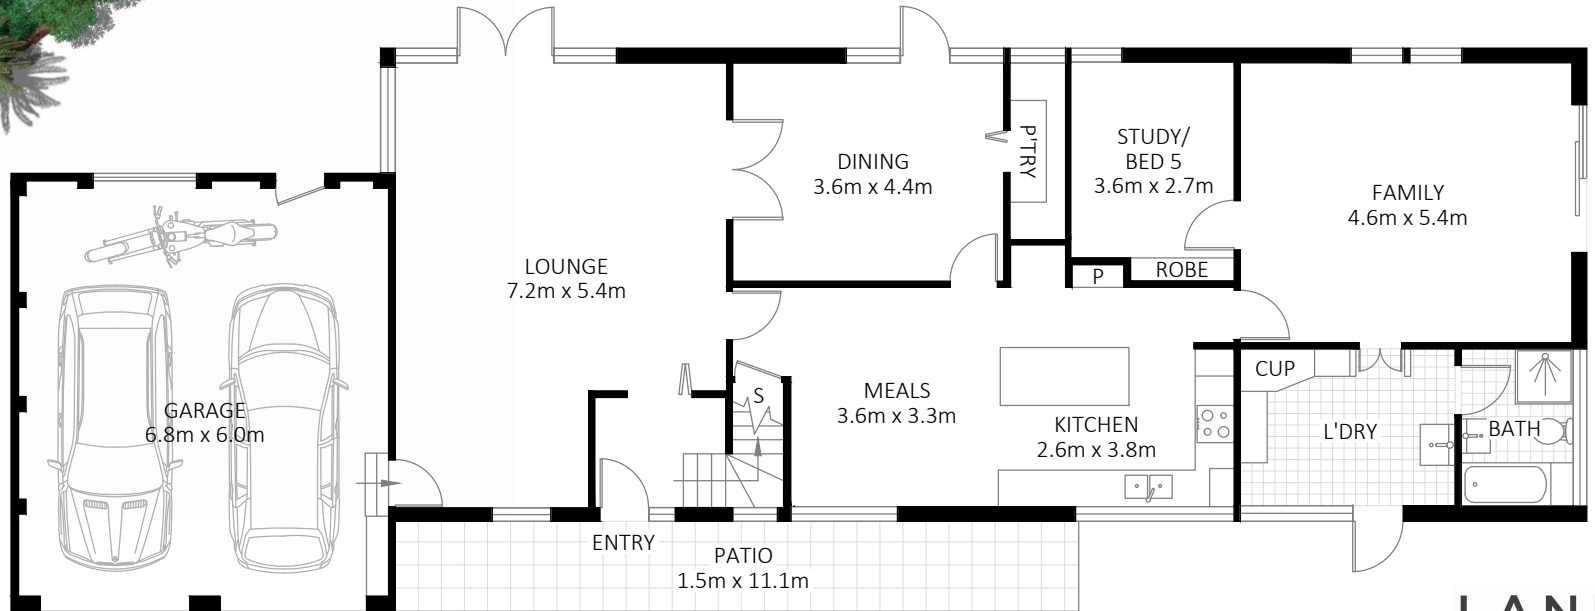 P'TRY
DINING
3.6m x 4.4m
STUDY/
BED 5
3.6m x 2.7m
FAMILY
4.6m x 5.4m
LOUNGE
7.2m x 5.4m
P
ROBE
GARAGE
6.8m x 6.0m
S
MEALS
3.6m x 3.3m
KITCHEN
2.6m x 3.8m
CUP
L'DRY
BATH
ENTRY
PATIO
1.5m x 11.1m